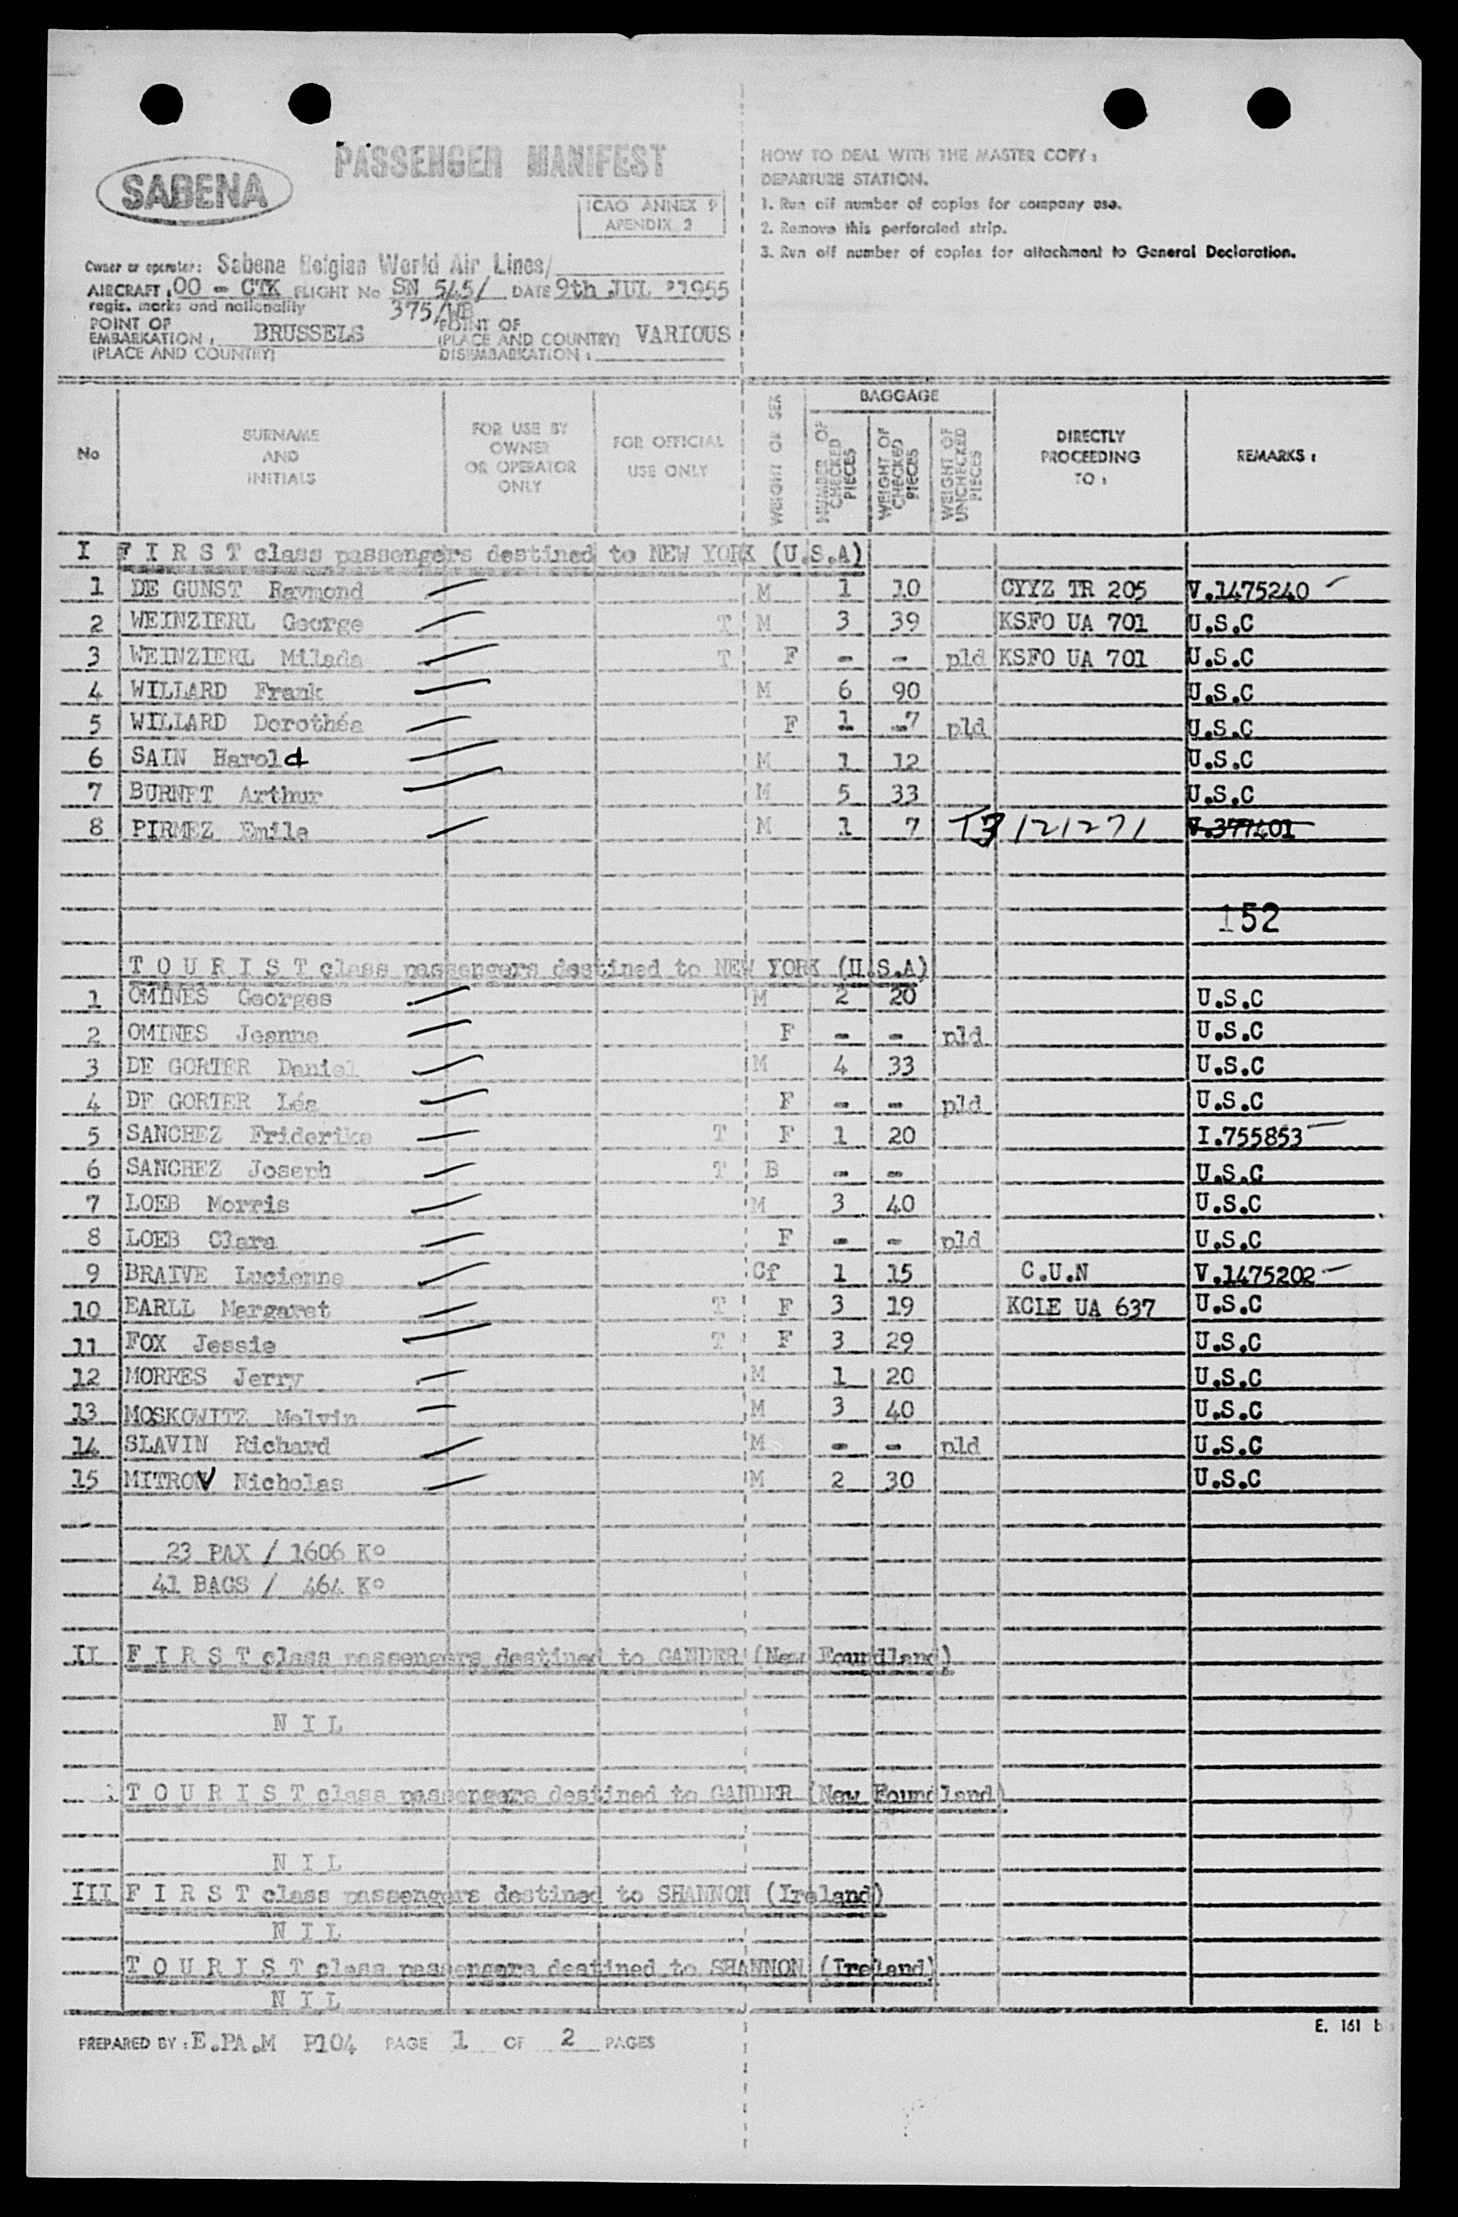 PASSENGER MANIFEST
SABENA
ICAO ANNEX 9
APENDIX 2
Owner or operator: Sabena Belgian World Air Lines/
AIRCRAFT : OO - CTK FLIGHT No SN 545/ DATE 9th JUL 1955
regis. marks and nationality 375/WB
POINT OF EMBARKATION : BRUSSELS POINT OF (PLACE AND COUNTRY) VARIOUS
(PLACE AND COUNTRY) DISEMBARKATION :
HOW TO DEAL WITH THE MASTER COPY :
DEPARTURE STATION.
1. Run off number of copies for company use.
2. Remove this perforated strip.
3. Run off number of copies for attachment to General Declaration.
No
SURNAME AND INITIALS
FOR USE BY OWNER OR OPERATOR ONLY
FOR OFFICIAL USE ONLY
WEIGHT OR SEX
BAGGAGE
NUMBER OF CHECKED PIECES
WEIGHT OF CHECKED PIECES
WEIGHT OF UNCHECKED PIECES
DIRECTLY PROCEEDING TO :
REMARKS :
I F I R S T class passengers destined to NEW YORK (U.S.A)
1 DE GUNST Raymond M 1 10 CYYZ TR 205 V.1475240
2 WEINZIERL George T M 3 39 KSFO UA 701 U.S.C
3 WEINZIERL Milada T F - - pld KSFO UA 701 U.S.C
4 WILLARD Frank M 6 90 U.S.C
5 WILLARD Dorothéa F 1 7 pld U.S.C
6 SAIN Harold M 1 12 U.S.C
7 BURNET Arthur M 5 33 U.S.C
8 PIRMEZ Emile M 1 7 T3 121271 V.377401
152
T O U R I S T class passengers destined to NEW YORK (U.S.A)
1 OMINES Georges M 2 20 U.S.C
2 OMINES Jeanne F - - pld U.S.C
3 DE GORTER Daniel M 4 33 U.S.C
4 DE GORTER Léa F - - pld U.S.C
5 SANCHEZ Friderike T F 1 20 I.755853
6 SANCHEZ Joseph T B - - U.S.C
7 LOEB Morris M 3 40 U.S.C
8 LOEB Clara F - - pld U.S.C
9 BRAIVE Lucienne Cf 1 15 C.U.N V.1475202
10 EARLL Margaret T F 3 19 KCLE UA 637 U.S.C
11 FOX Jessie T F 3 29 U.S.C
12 MORRES Jerry M 1 20 U.S.C
13 MOSKOWITZ Melvin M 3 40 U.S.C
14 SLAVIN Richard M - - pld U.S.C
15 MITROV Nicholas M 2 30 U.S.C
23 PAX / 1606 Kº
41 BAGS / 464 Kº
II F I R S T class passengers destined to GANDER (New Foundland)
N I L
T O U R I S T class passengers destined to GANDER (New Foundland)
N I L
III F I R S T class passengers destined to SHANNON (Ireland)
N I L
T O U R I S T class passengers destined to SHANNON (Ireland)
N I L
E. 161 b
PREPARED BY : E.PA.M P104 PAGE 1 OF 2 PAGES